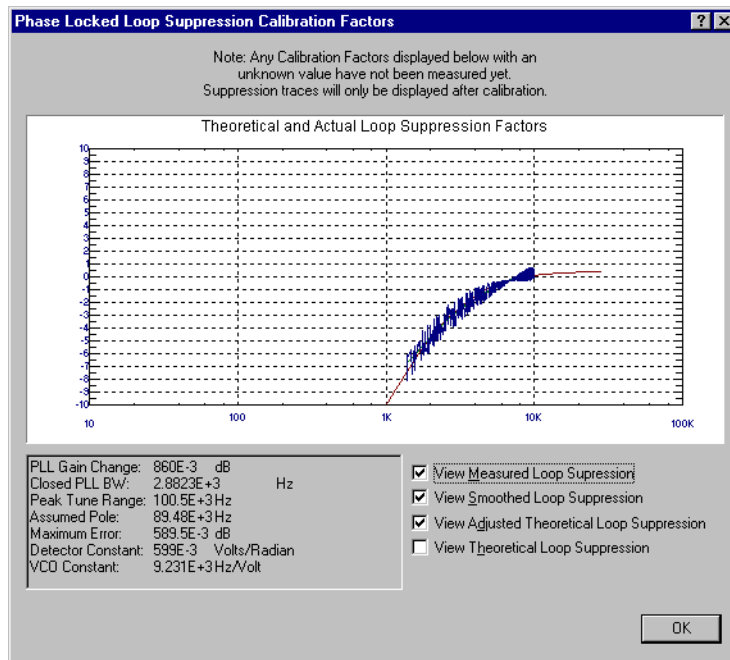 Phase Locked Loop Suppression Calibration Factors
Note: Any Calibration Factors displayed below with an
unknown value have not been measured yet.
Suppression traces will only be displayed after calibration.
Theoretical and Actual Loop Suppression Factors
10
9
8
7
6
5
4
3
2
1
0
-1
-2
-3
-4
-5
-6
-7
-8
-9
-10
10
100
1K
10K
100K
PLL Gain Change: 860E-3 dB
Closed PLL BW: 2.8823E+3 Hz
Peak Tune Range: 100.5E+3Hz
Assumed Pole: 89.48E+3Hz
Maximum Error: 589.5E-3 dB
Detector Constant: 599E-3 Volts/Radian
VCO Constant: 9.231E+3Hz/Volt
View Measured Loop Supression
View Smoothed Loop Suppression
View Adjusted Theoretical Loop Suppression
View Theoretical Loop Suppression
OK